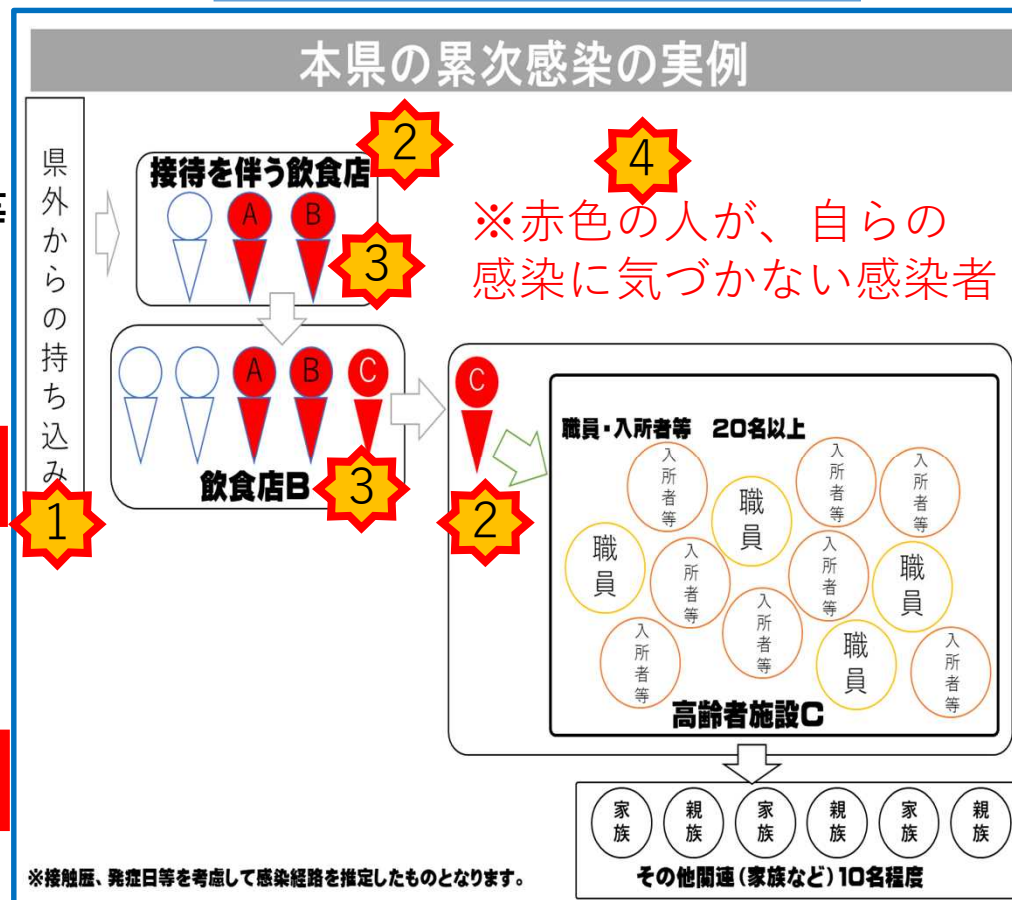 本県の累次感染の実例
県外からの持ち込み
1
接待を伴う飲食店
2
A
B
3
4
※赤色の人が、自らの
感染に気づかない感染者
A
B
C
飲食店B
3
C
2
職員・入所者等 20名以上
入所者等
入所者等
入所者等
職員
職員
入所者等
入所者等
職員
入所者等
入所者等
職員
入所者等
高齢者施設C
家族
親族
家族
親族
家族
親族
その他関連(家族など)10名程度
※接触歴、発症日等を考慮して感染経路を推定したものとなります。